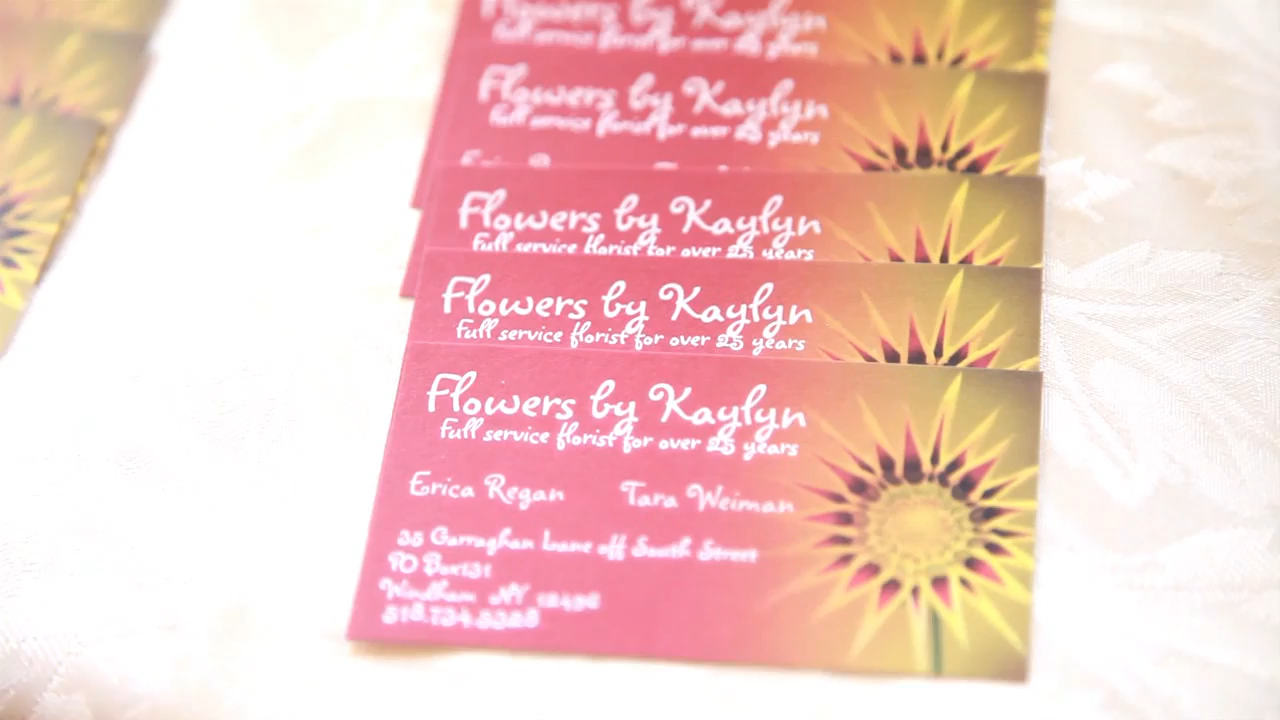 Flowers by Kaylyn
Full service florist for over 25 years
Flowers by Kaylyn
Full service florist for over 25 years
Flowers by Kaylyn
Full service florist for over 25 years
Flowers by Kaylyn
Full service florist for over 25 years
Flowers by Kaylyn
Full service florist for over 25 years
Erica Regan Tara Weiman
35 Garraghan Lane off South Street
PO Box131
Windham NY 12496
518.734.